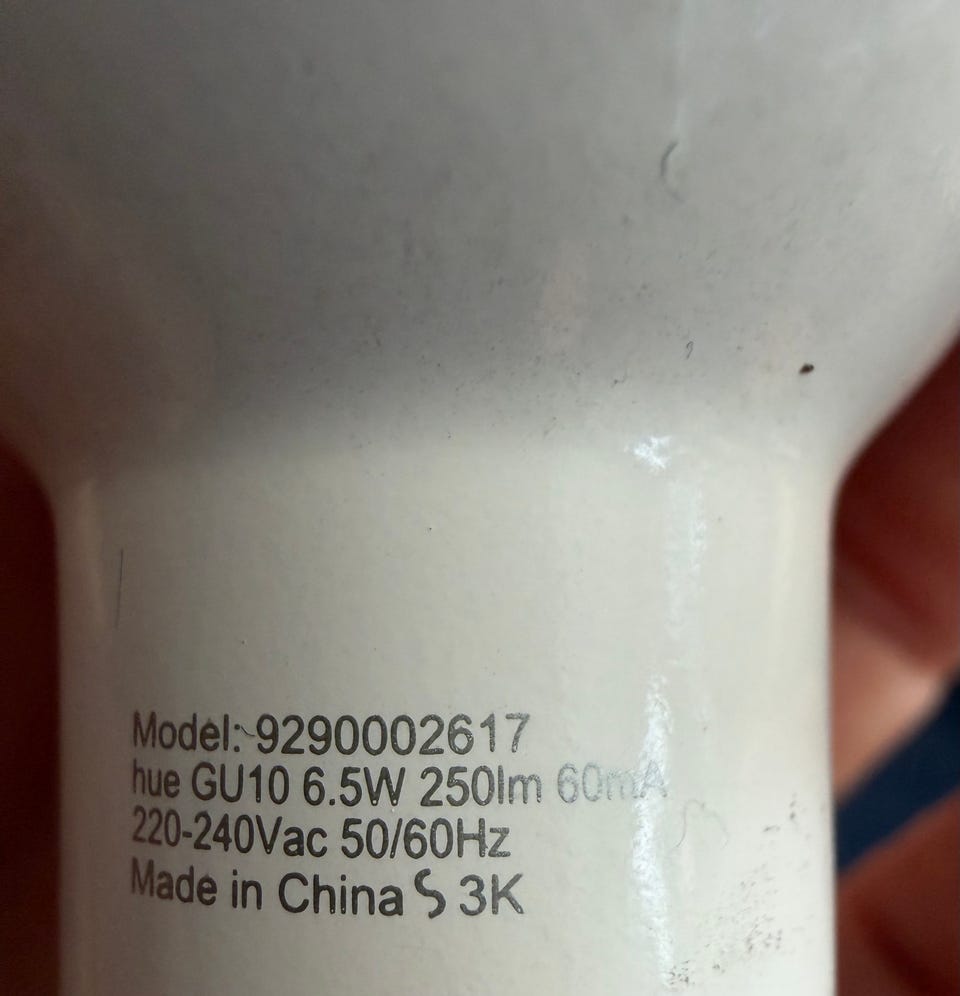 Model: 9290002617
hue GU10 6.5W 250lm 60mA
220-240Vac 50/60Hz
Made in China S 3K